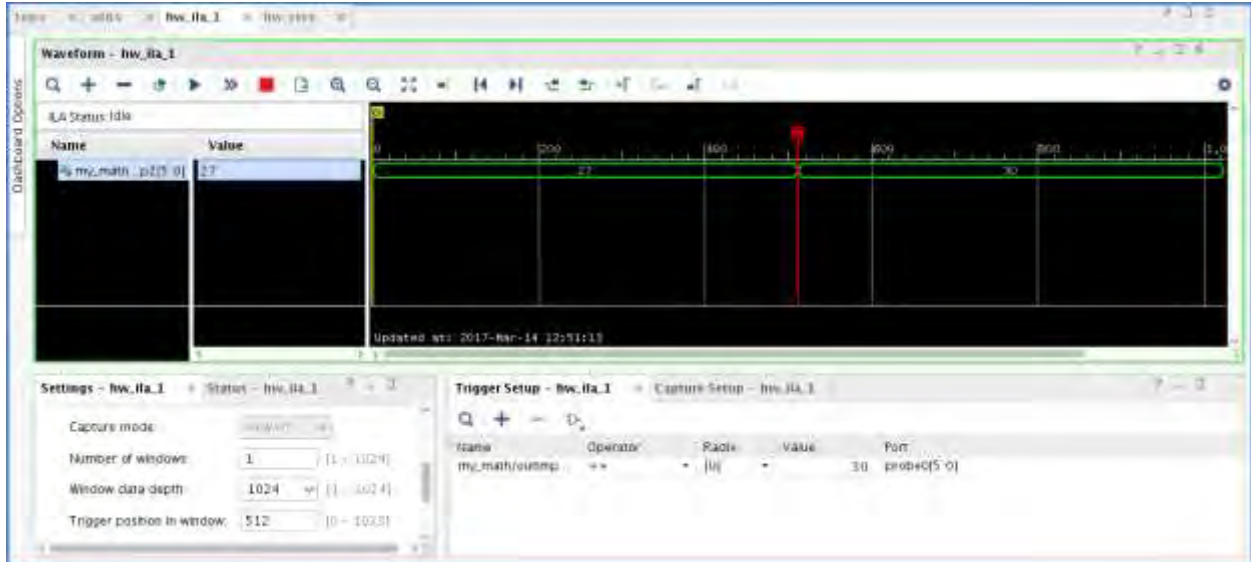 hw_ila_1
Waveform - hw_ila_1
Dashboard Options
ILA Status: Idle
Name Value
my_math...p2[5:0] 27
0 200 400 600 800
27 30
Updated at: 2017-Mar-14 12:51:13
Settings - hw_ila_1 Status - hw_ila_1
Trigger Setup - hw_ila_1 Capture Setup - hw_ila_1
Capture mode:
Number of windows: 1 [1 - 1024]
Window data depth: 1024 [1 - 1024]
Trigger position in window: 512 [0 - 1023]
Name Operator Radix Value Port
my_math/outtmp == [U] 30 probe0[5:0]